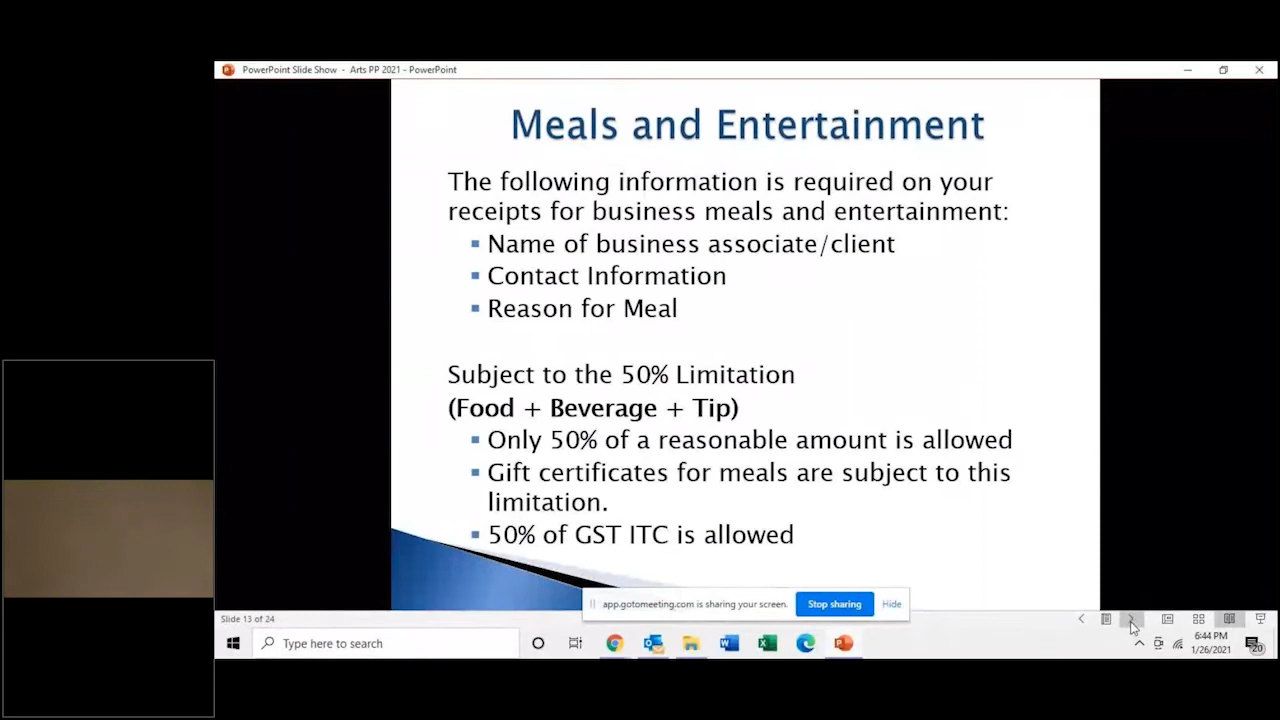 PowerPoint Slide Show - Arts PP 2021 - PowerPoint
Meals and Entertainment
The following information is required on your
receipts for business meals and entertainment:
▪ Name of business associate/client
▪ Contact Information
▪ Reason for Meal
Subject to the 50% Limitation
(Food + Beverage + Tip)
▪ Only 50% of a reasonable amount is allowed
▪ Gift certificates for meals are subject to this
limitation.
▪ 50% of GST ITC is allowed
app.gotomeeting.com is sharing your screen.
Stop sharing
Hide
Slide 13 of 24
Type here to search
6:44 PM
1/26/2021
20